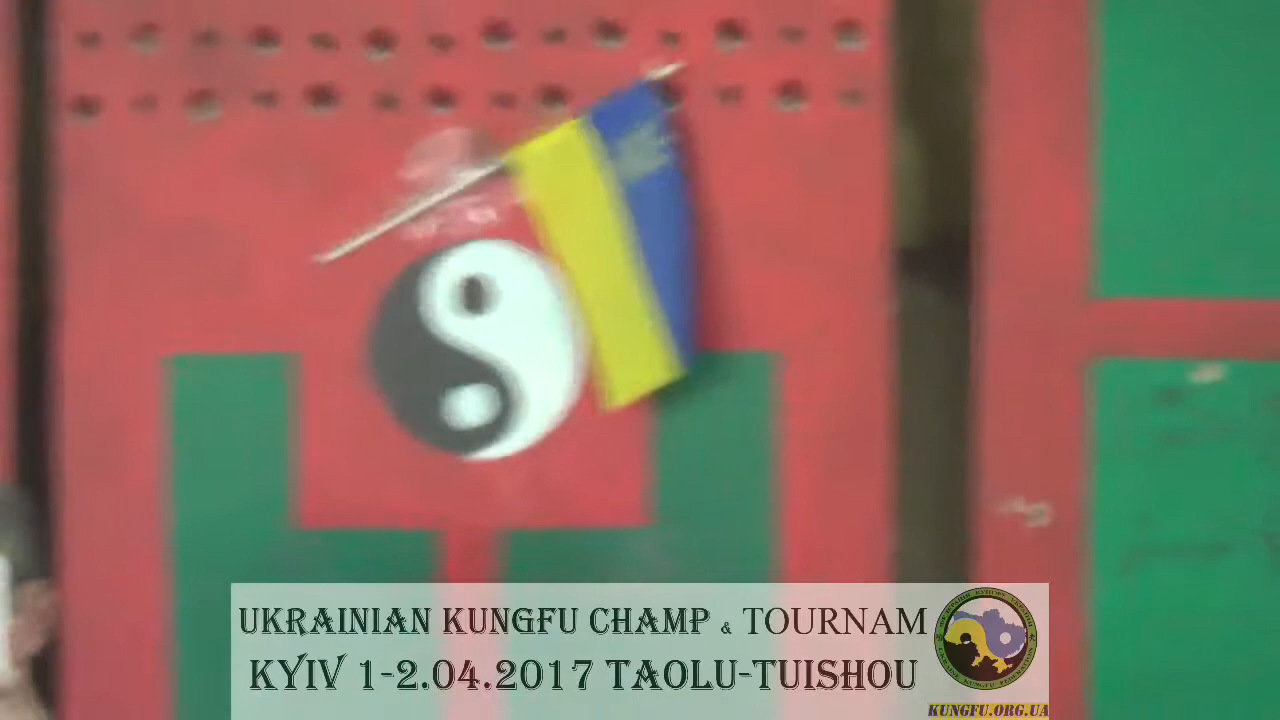 UKRAINIAN KUNGFU CHAMP & TOURNAM
KYIV 1-2.04.2017 TAOLU-TUISHOU
KUNGFU.ORG.UA